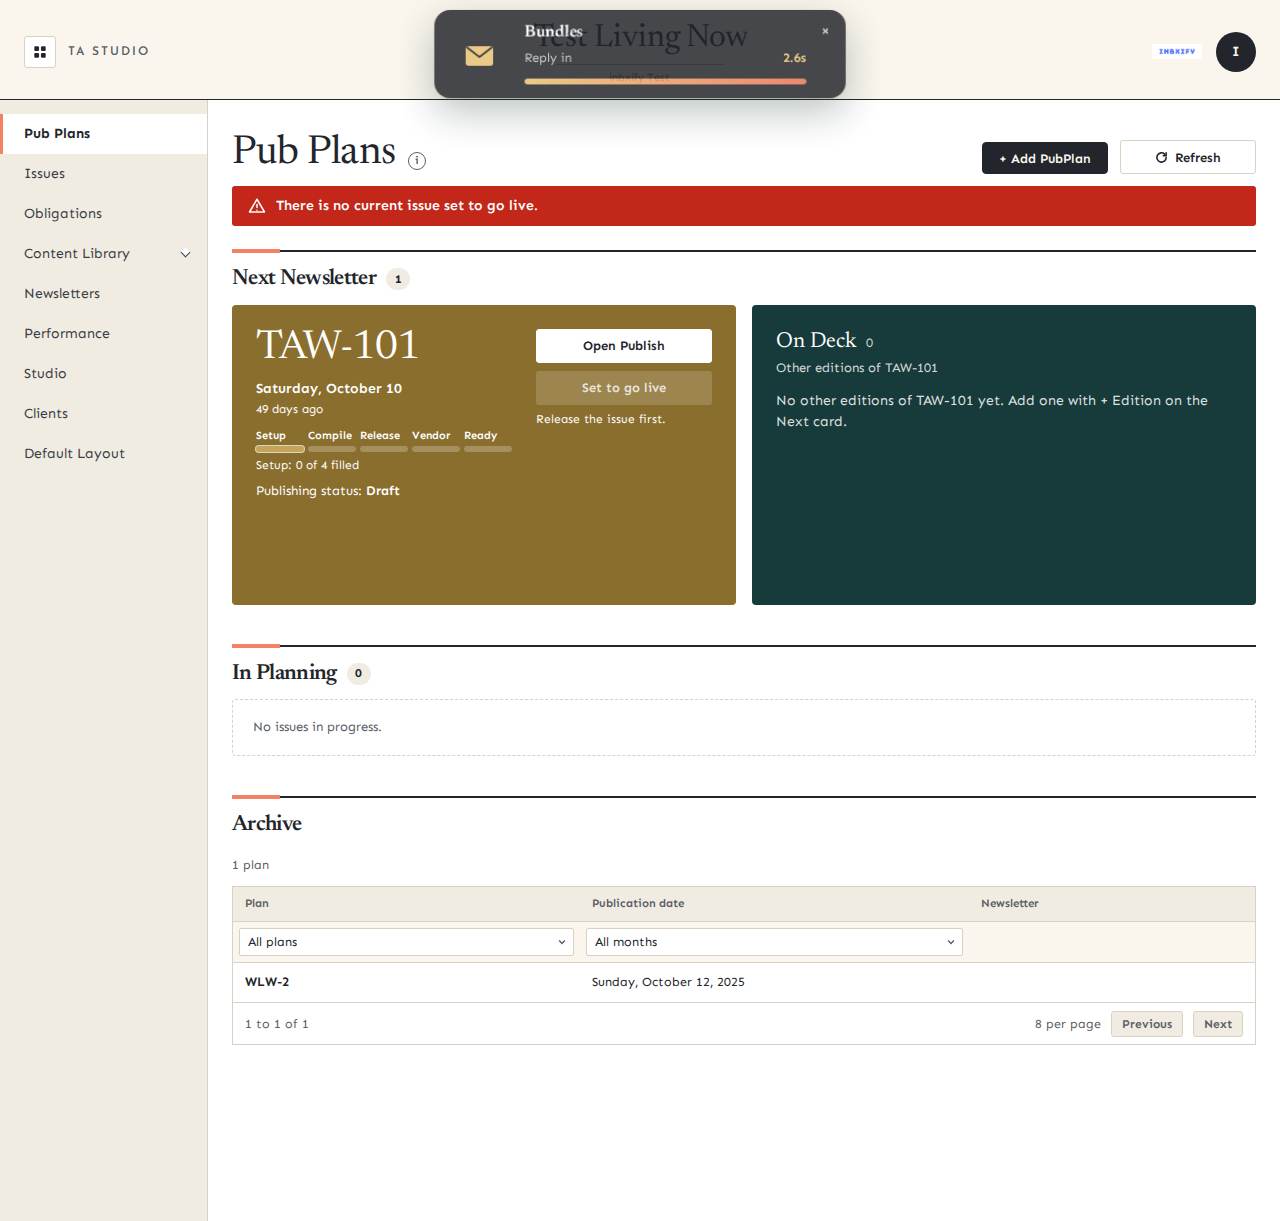 TA STUDIO
Test Living Now
Inbxify Test
Bundles
×
Reply in
2.6s
INBXIFY
I
Pub Plans
Issues
Obligations
Content Library
Newsletters
Performance
Studio
Clients
Default Layout
Pub Plans
i
+ Add PubPlan
Refresh
There is no current issue set to go live.
Next Newsletter 1
TAW-101
Saturday, October 10
49 days ago
Setup Compile Release Vendor Ready
Setup: 0 of 4 filled
Publishing status: Draft
Open Publish
Set to go live
Release the issue first.
On Deck 0
Other editions of TAW-101
No other editions of TAW-101 yet. Add one with + Edition on the
Next card.
In Planning 0
No issues in progress.
Archive
1 plan
Plan Publication date Newsletter
All plans All months
WLW-2 Sunday, October 12, 2025
1 to 1 of 1 8 per page Previous Next